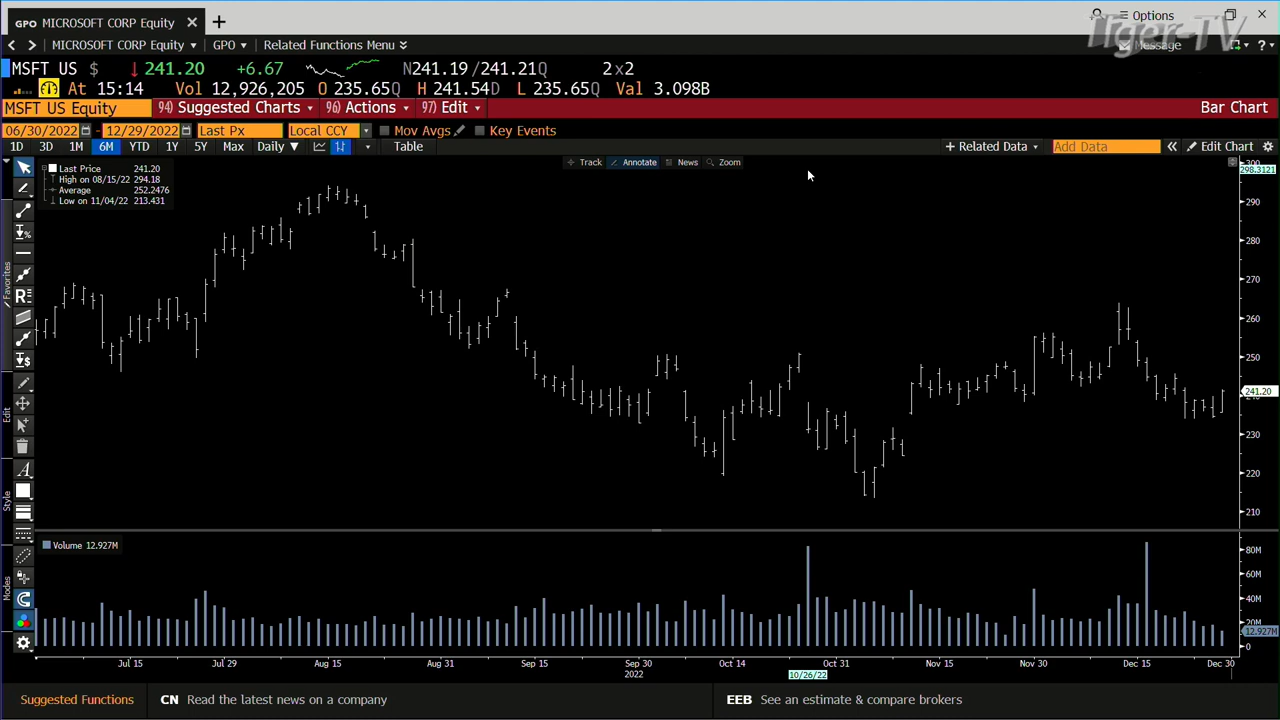 GPO MICROSOFT CORP Equity × +
Options
Tiger-TV
< > MICROSOFT CORP Equity GPO Related Functions Menu
Message
?
MSFT US $ ↓241.20 +6.67 N241.19/241.21Q 2x2
At 15:14 Vol 12,926,205 O 235.65Q H 241.54D L 235.65Q Val 3.098B
MSFT US Equity 94) Suggested Charts 96) Actions 97) Edit Bar Chart
06/30/2022 - 12/29/2022 Last Px Local CCY Mov Avgs Key Events
1D 3D 1M 6M YTD 1Y 5Y Max Daily Table + Related Data Add Data « Edit Chart
Track Annotate News Zoom
Last Price 241.20
High on 08/15/22 294.18
Average 252.2476
Low on 11/04/22 213.431
300
298.3121
290
280
270
260
250
241.20
240
230
220
210
Favorites
Edit
Style
Modes
Volume 12.927M
80M
60M
40M
20M
12.927M
0
Jul 15 Jul 29 Aug 15 Aug 31 Sep 15 Sep 30 Oct 14 Oct 31 Nov 15 Nov 30 Dec 15 Dec 30
2022 10/26/22
Suggested Functions CN Read the latest news on a company EEB See an estimate & compare brokers